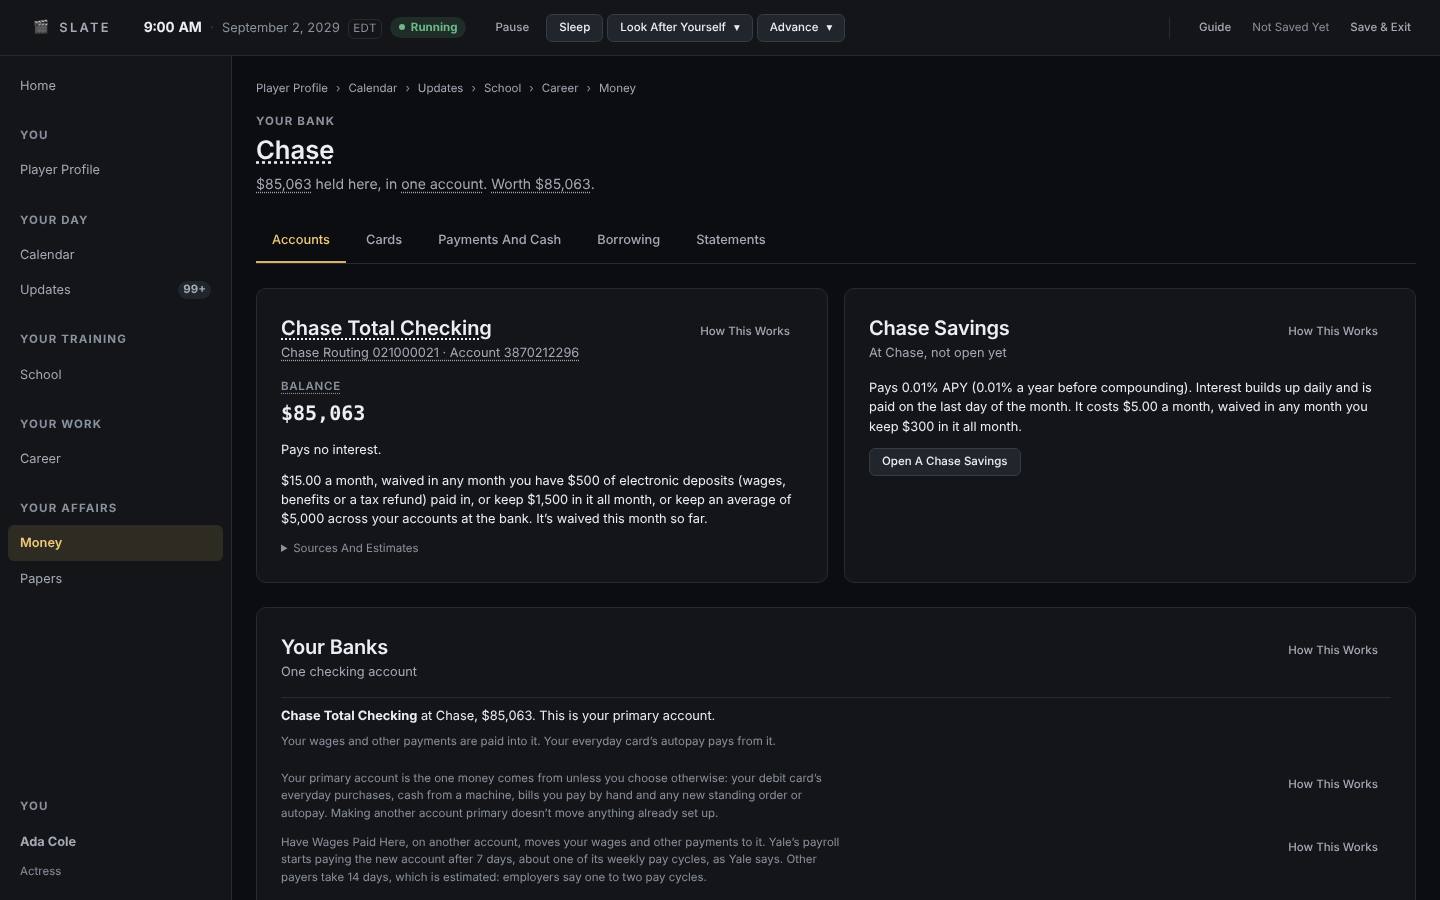 SLATE
9:00 AM · September 2, 2029 EDT Running
Pause
Sleep
Look After Yourself ▾
Advance ▾
Guide
Not Saved Yet
Save & Exit
Home
YOU
Player Profile
YOUR DAY
Calendar
Updates 99+
YOUR TRAINING
School
YOUR WORK
Career
YOUR AFFAIRS
Money
Papers
YOU
Ada Cole
Actress
Player Profile › Calendar › Updates › School › Career › Money
YOUR BANK
Chase
$85,063 held here, in one account. Worth $85,063.
Accounts
Cards
Payments And Cash
Borrowing
Statements
Chase Total Checking
How This Works
Chase Routing 021000021 · Account 3870212296
BALANCE
$85,063
Pays no interest.
$15.00 a month, waived in any month you have $500 of electronic deposits (wages,
benefits or a tax refund) paid in, or keep $1,500 in it all month, or keep an average of
$5,000 across your accounts at the bank. It’s waived this month so far.
▶ Sources And Estimates
Chase Savings
How This Works
At Chase, not open yet
Pays 0.01% APY (0.01% a year before compounding). Interest builds up daily and is
paid on the last day of the month. It costs $5.00 a month, waived in any month you
keep $300 in it all month.
Open A Chase Savings
Your Banks
How This Works
One checking account
Chase Total Checking at Chase, $85,063. This is your primary account.
Your wages and other payments are paid into it. Your everyday card’s autopay pays from it.
Your primary account is the one money comes from unless you choose otherwise: your debit card’s
everyday purchases, cash from a machine, bills you pay by hand and any new standing order or
autopay. Making another account primary doesn’t move anything already set up.
How This Works
Have Wages Paid Here, on another account, moves your wages and other payments to it. Yale’s payroll
starts paying the new account after 7 days, about one of its weekly pay cycles, as Yale says. Other
payers take 14 days, which is estimated: employers say one to two pay cycles.
How This Works